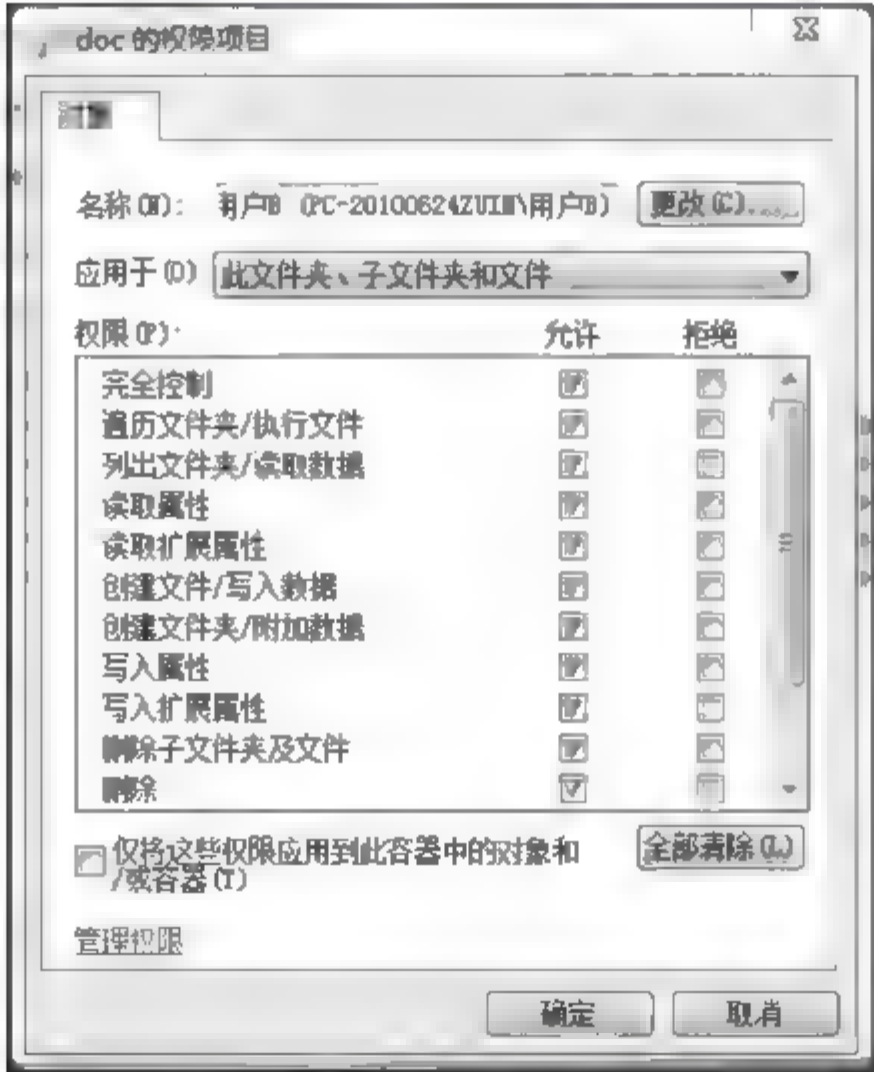 doc 的权限项目
对象
名称(N): 用户B (PC-20100624ZUIM\用户B) 更改(C)...
应用于(O) 此文件夹、子文件夹和文件
权限(P): 允许 拒绝
完全控制
遍历文件夹/执行文件
列出文件夹/读取数据
读取属性
读取扩展属性
创建文件/写入数据
创建文件夹/附加数据
写入属性
写入扩展属性
删除子文件夹及文件
删除
仅将这些权限应用到此容器中的对象和
/或容器(T)
全部清除(L)
管理权限
确定 取消